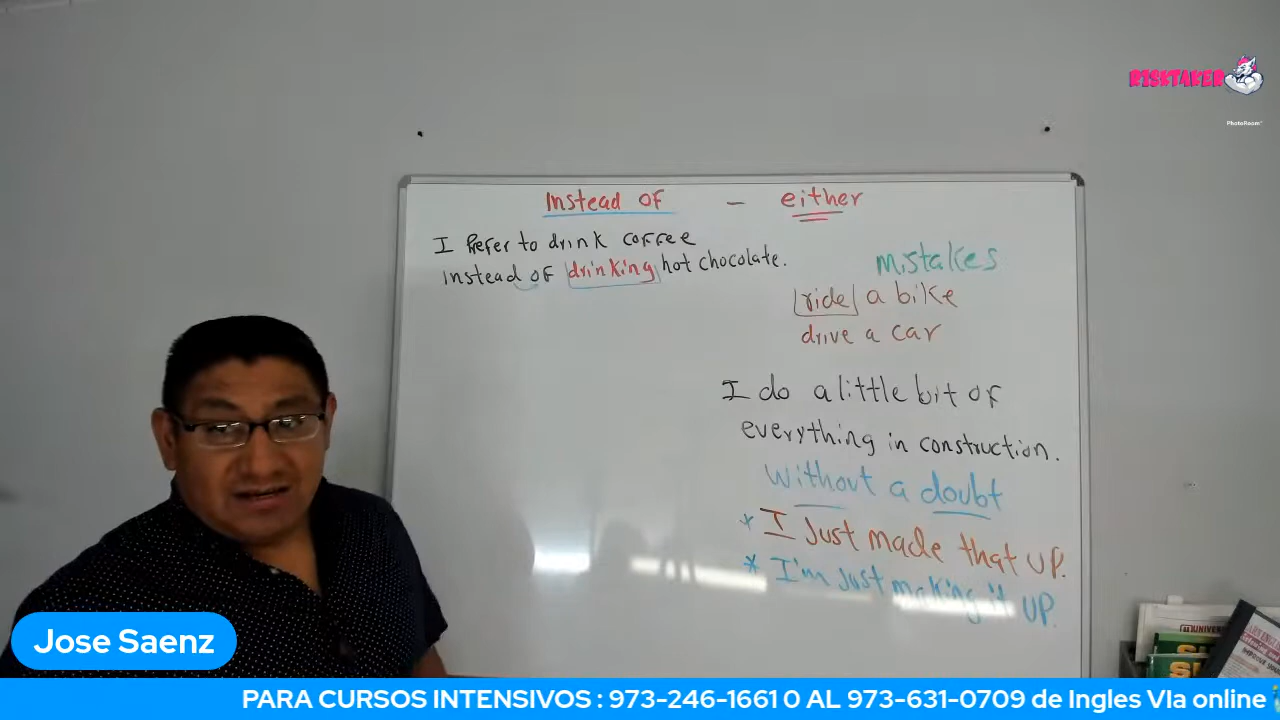 RISKTAKER
PhotoRoom
Instead of - either
I Prefer to drink coffee
instead of drinking hot chocolate.
mistakes
ride a bike
drive a car
I do a little bit of
everything in construction.
without a doubt
* I Just made that up.
* I'm Just making it up.
Jose Saenz
PARA CURSOS INTENSIVOS : 973-246-1661 0 AL 973-631-0709 de Ingles VIa online